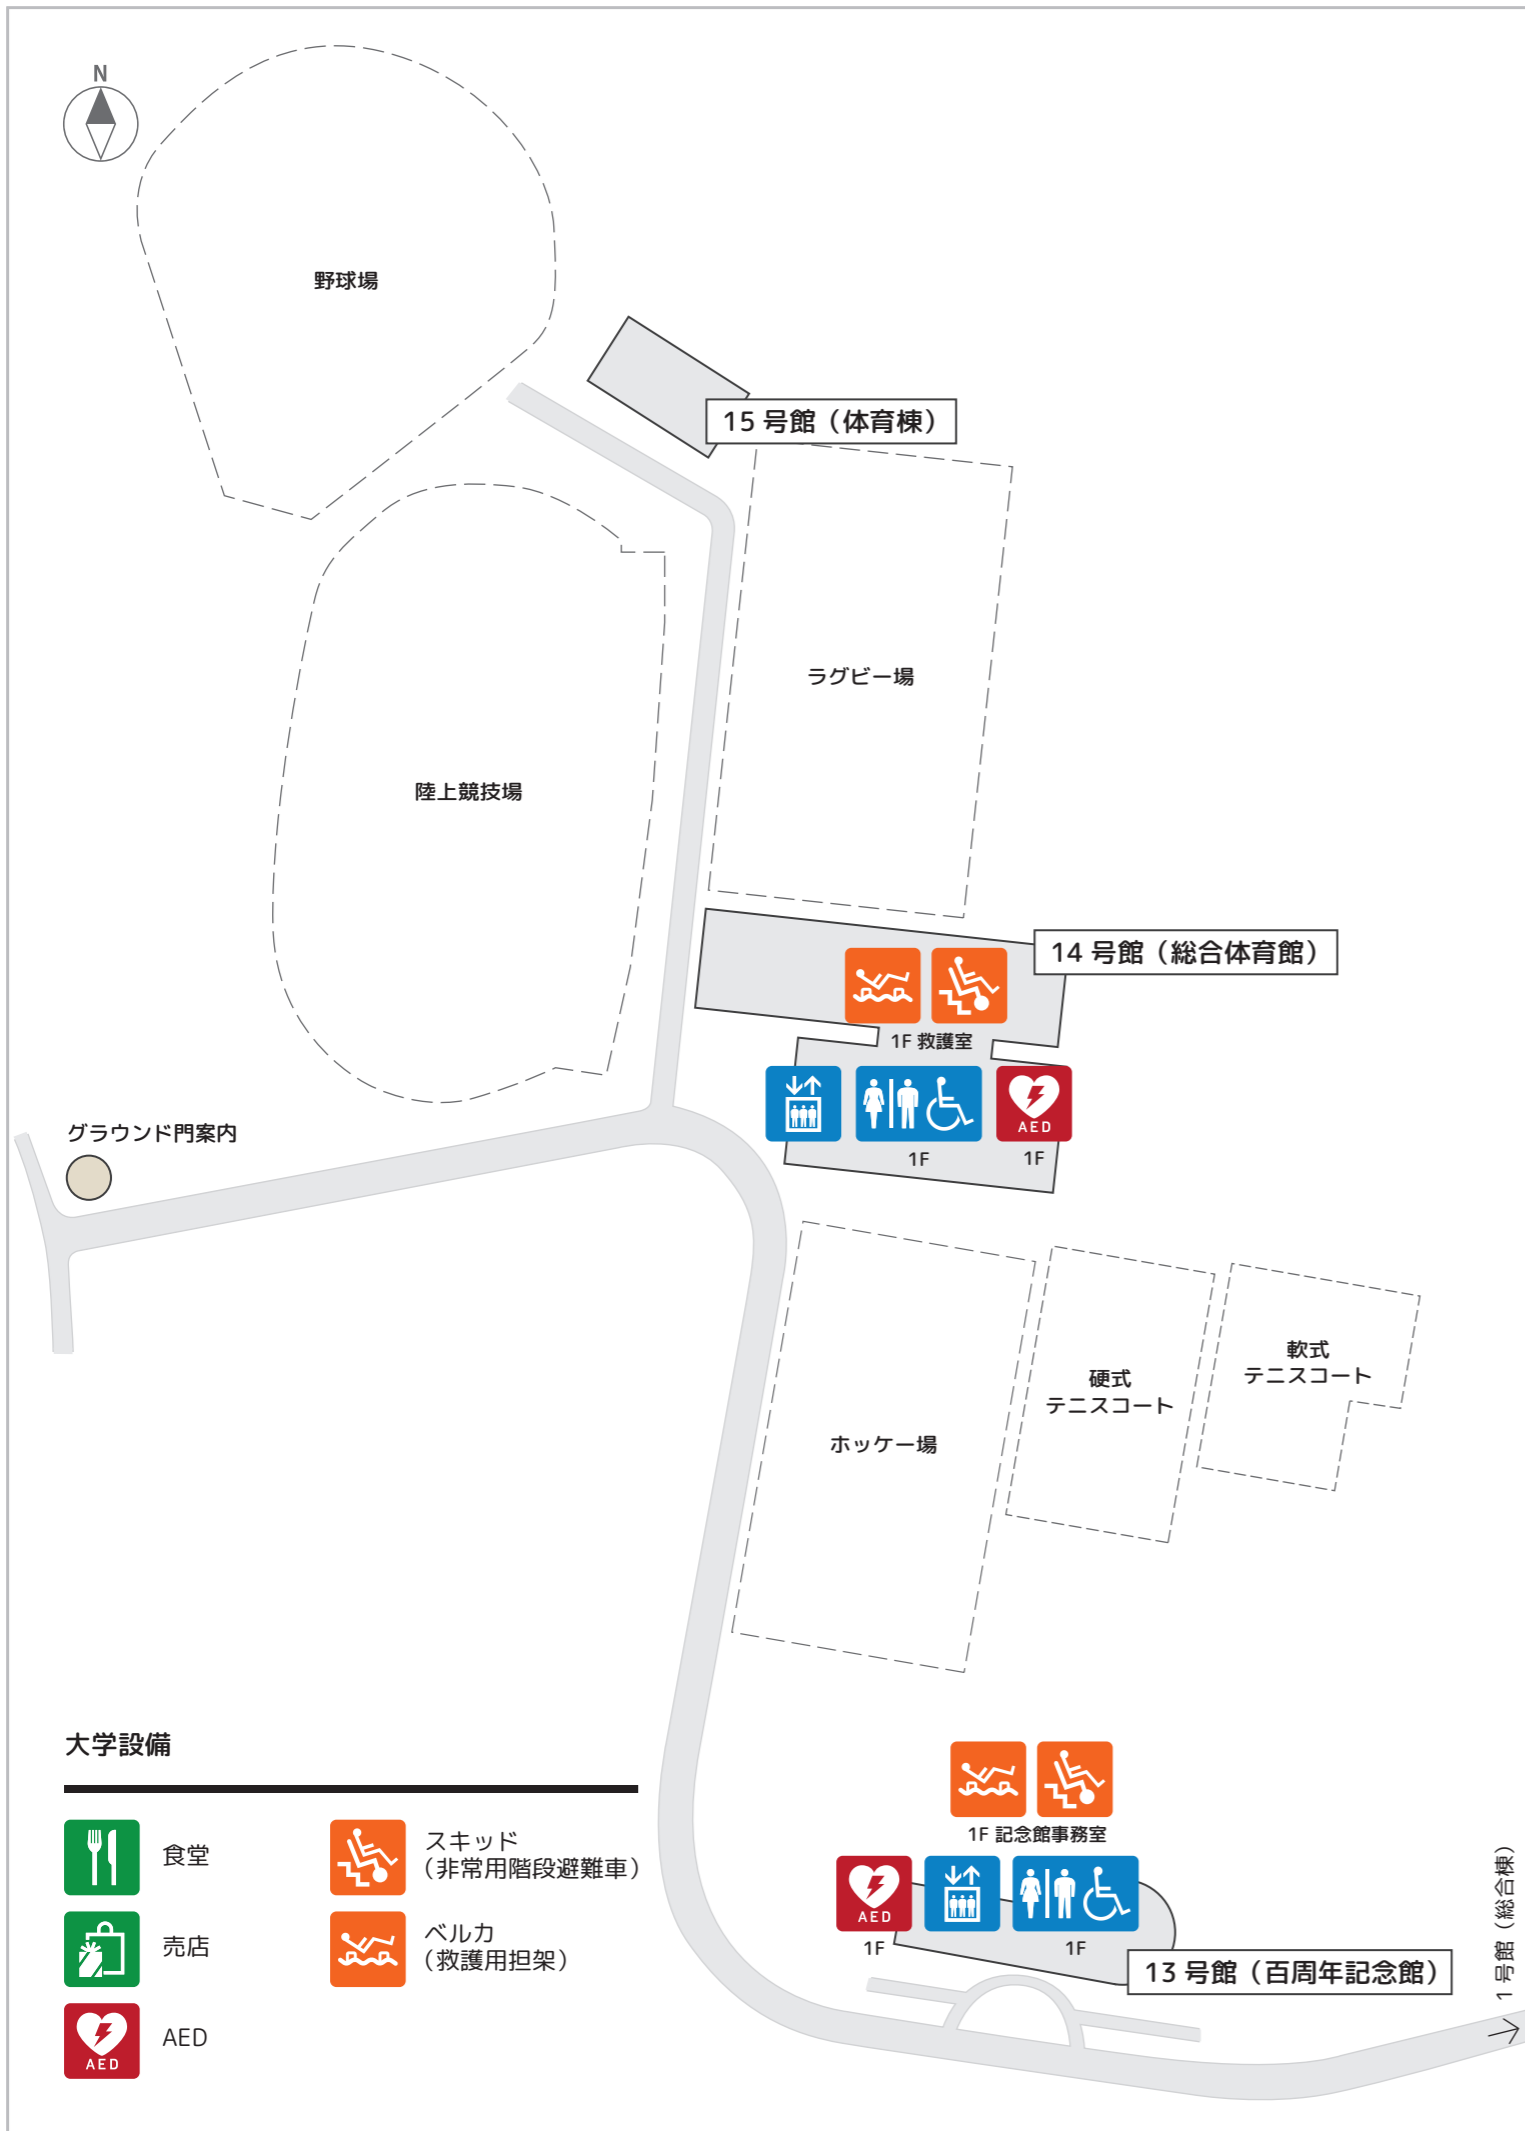 N
野球場
15 号館（体育棟）
ラグビー場
陸上競技場
14 号館（総合体育館）
1F 救護室
AED
1F
1F
グラウンド門案内
軟式
テニスコート
硬式
テニスコート
ホッケー場
1F 記念館事務室
AED
1F
1F
13 号館（百周年記念館）
1 号館（総合棟）
大学設備
食堂
スキッド
（非常用階段避難車）
売店
ベルカ
（救護用担架）
AED
AED